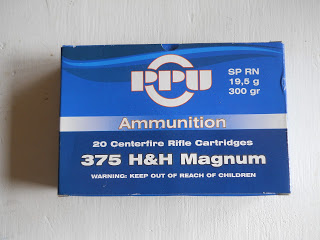 PPU
SP RN
19,5 g
300 gr
Ammunition
20 Centerfire Rifle Cartridges
375 H&H Magnum
WARNING: KEEP OUT OF REACH OF CHILDREN